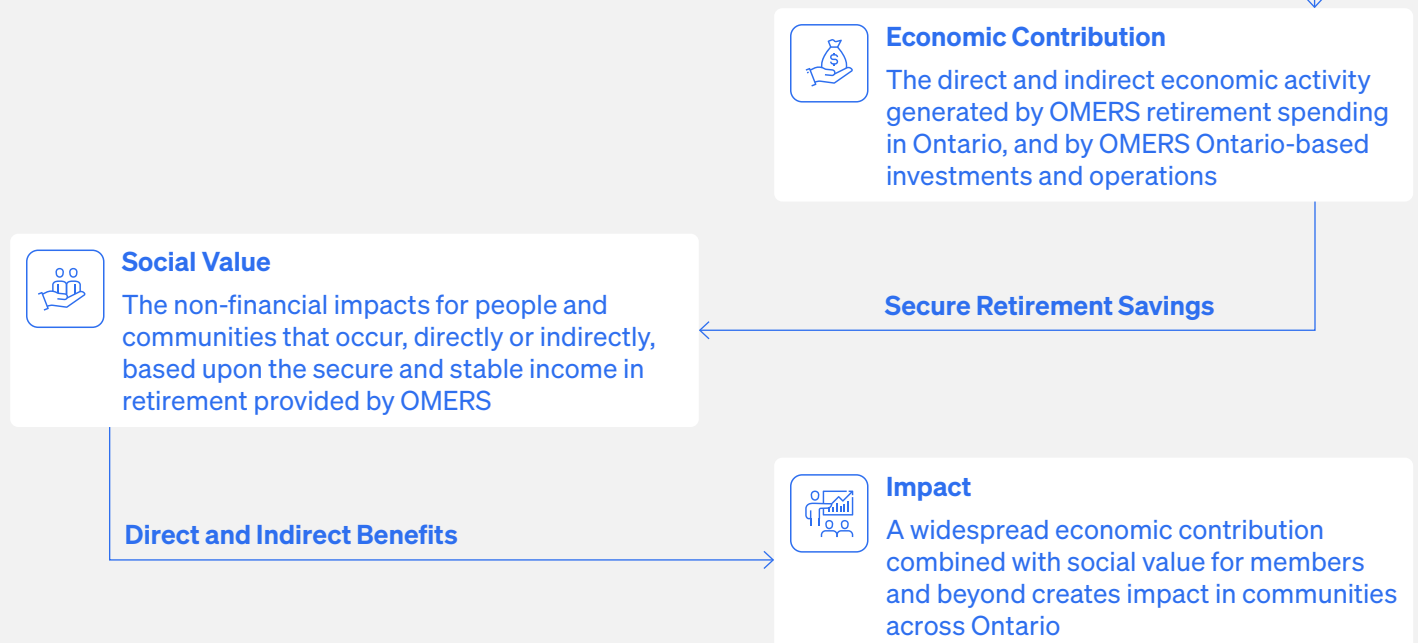 Economic Contribution
The direct and indirect economic activity
generated by OMERS retirement spending
in Ontario, and by OMERS Ontario-based
investments and operations
Social Value
The non-financial impacts for people and
communities that occur, directly or indirectly,
based upon the secure and stable income in
retirement provided by OMERS
Secure Retirement Savings
Direct and Indirect Benefits
Impact
A widespread economic contribution
combined with social value for members
and beyond creates impact in communities
across Ontario